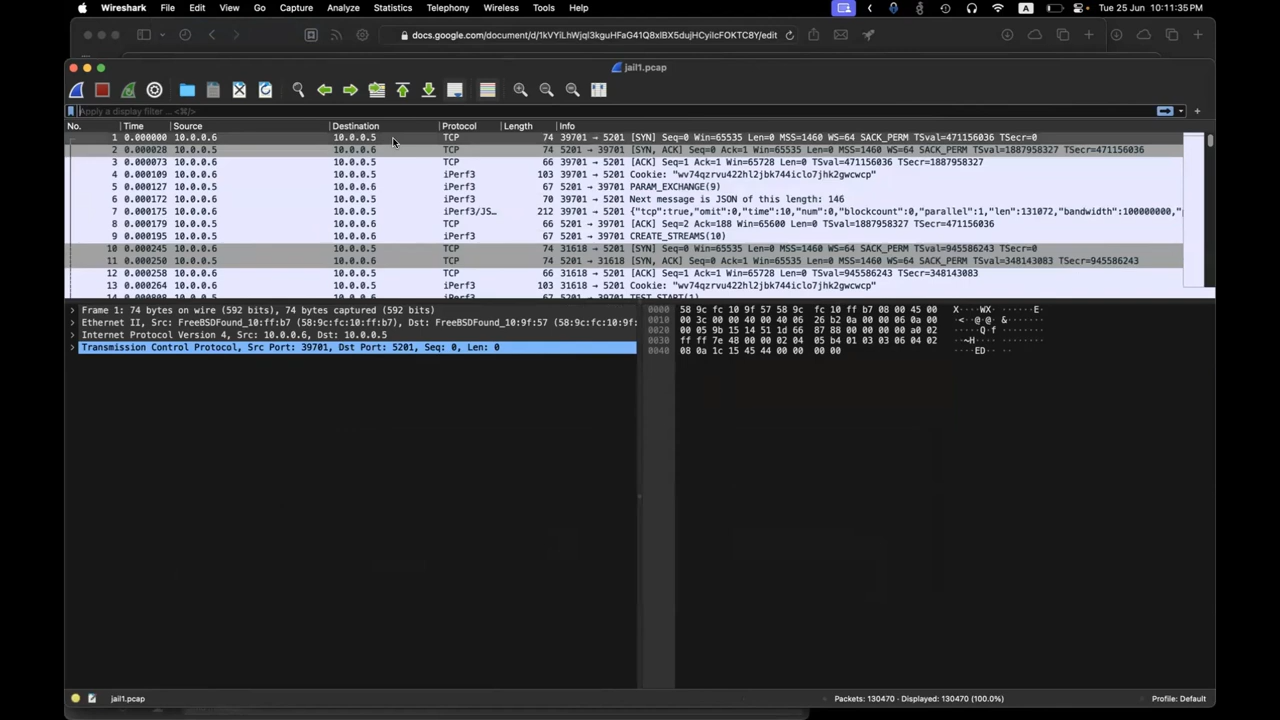 Wireshark File Edit View Go Capture Analyze Statistics Telephony Wireless Tools Help A Tue 25 Jun 10:11:35 PM
docs.google.com/document/d/1kVYiLhWjqI3kguHFaG41Q8xIBX5dujHCyiIcFOKTC8Y/edit
jail1.pcap
Apply a display filter ... <⌘/>
No. Time Source Destination Protocol Length Info
1 0.000000 10.0.0.6 10.0.0.5 TCP 74 39701 → 5201 [SYN] Seq=0 Win=65535 Len=0 MSS=1460 WS=64 SACK_PERM TSval=471156036 TSecr=0
2 0.000028 10.0.0.5 10.0.0.6 TCP 74 5201 → 39701 [SYN, ACK] Seq=0 Ack=1 Win=65535 Len=0 MSS=1460 WS=64 SACK_PERM TSval=1887958327 TSecr=471156036
3 0.000073 10.0.0.6 10.0.0.5 TCP 66 39701 → 5201 [ACK] Seq=1 Ack=1 Win=65728 Len=0 TSval=471156036 TSecr=1887958327
4 0.000109 10.0.0.6 10.0.0.5 iPerf3 103 Cookie: "wv74qzrvu422hl2jbk744iclo7jhk2gwcwcp"
5 0.000127 10.0.0.5 10.0.0.6 iPerf3 67 PARAM_EXCHANGE(9)
6 0.000172 10.0.0.6 10.0.0.5 iPerf3 70 Next message is JSON of this length: 146
7 0.000175 10.0.0.6 10.0.0.5 iPerf3/JS… 212 {"tcp":true,"omit":0,"time":10,"num":0,"blockcount":0,"parallel":1,"len":131072,"bandwidth":100000000,"
8 0.000179 10.0.0.5 10.0.0.6 TCP 66 5201 → 39701 [ACK] Seq=2 Ack=188 Win=65600 Len=0 TSval=1887958327 TSecr=471156036
9 0.000195 10.0.0.5 10.0.0.6 iPerf3 67 CREATE_STREAMS(10)
10 0.000245 10.0.0.6 10.0.0.5 TCP 74 31618 → 5201 [SYN] Seq=0 Win=65535 Len=0 MSS=1460 WS=64 SACK_PERM TSval=945586243 TSecr=0
11 0.000250 10.0.0.5 10.0.0.6 TCP 74 5201 → 31618 [SYN, ACK] Seq=0 Ack=1 Win=65535 Len=0 MSS=1460 WS=64 SACK_PERM TSval=348143083 TSecr=945586243
12 0.000258 10.0.0.6 10.0.0.5 TCP 66 31618 → 5201 [ACK] Seq=1 Ack=1 Win=65728 Len=0 TSval=945586243 TSecr=348143083
13 0.000264 10.0.0.6 10.0.0.5 iPerf3 103 Cookie: "wv74qzrvu422hl2jbk744iclo7jhk2gwcwcp"
14 10.0.0.5 10.0.0.6 iPerf3 67 TEST_START(1)
Frame 1: 74 bytes on wire (592 bits), 74 bytes captured (592 bits)
Ethernet II, Src: FreeBSDFound_10:ff:b7 (58:9c:fc:10:ff:b7), Dst: FreeBSDFound_10:9f:57 (58:9c:fc:10:9f:
Internet Protocol Version 4, Src: 10.0.0.6, Dst: 10.0.0.5
Transmission Control Protocol, Src Port: 39701, Dst Port: 5201, Seq: 0, Len: 0
0000 58 9c fc 10 9f 57 58 9c fc 10 ff b7 08 00 45 00 X····WX· ······E·
0010 00 3c 00 00 40 00 40 06 26 b2 0a 00 00 06 0a 00 ·<··@·@· &·······
0020 00 05 9b 15 14 51 1d 66 87 88 00 00 00 00 a0 02 ·····Q·f ········
0030 ff ff 7e 48 00 00 02 04 05 b4 01 03 03 06 04 02 ··~H···· ········
0040 08 0a 1c 15 45 44 00 00 00 00 ····ED·· ··
jail1.pcap
Packets: 130470 · Displayed: 130470 (100.0%)
Profile: Default